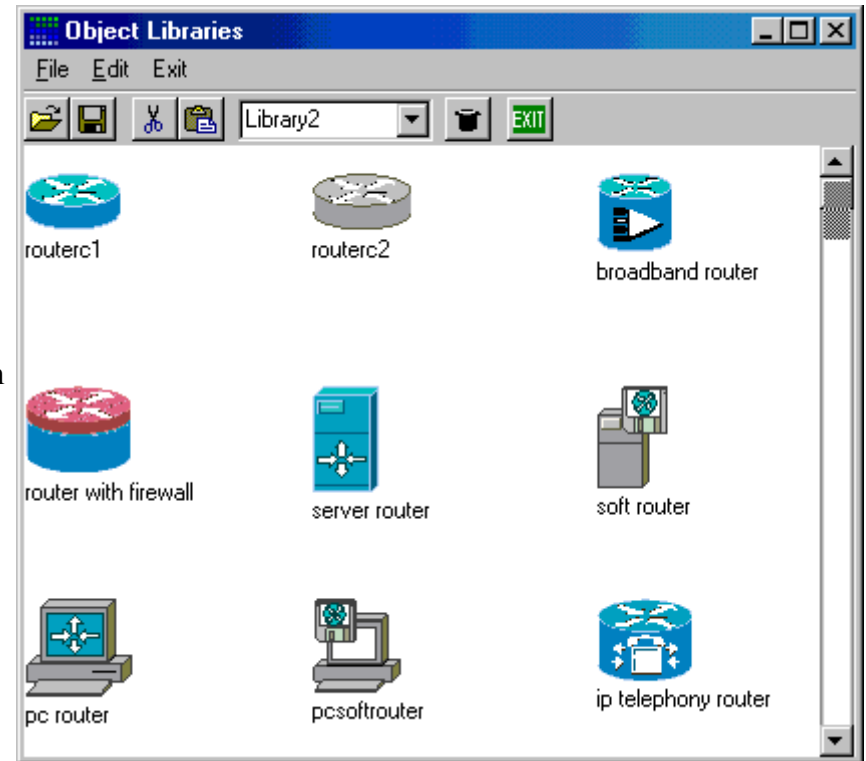 Object Libraries
File Edit Exit
Library2 EXIT
routerc1 routerc2 broadband router
router with firewall server router soft router
pc router pcsoftrouter ip telephony router